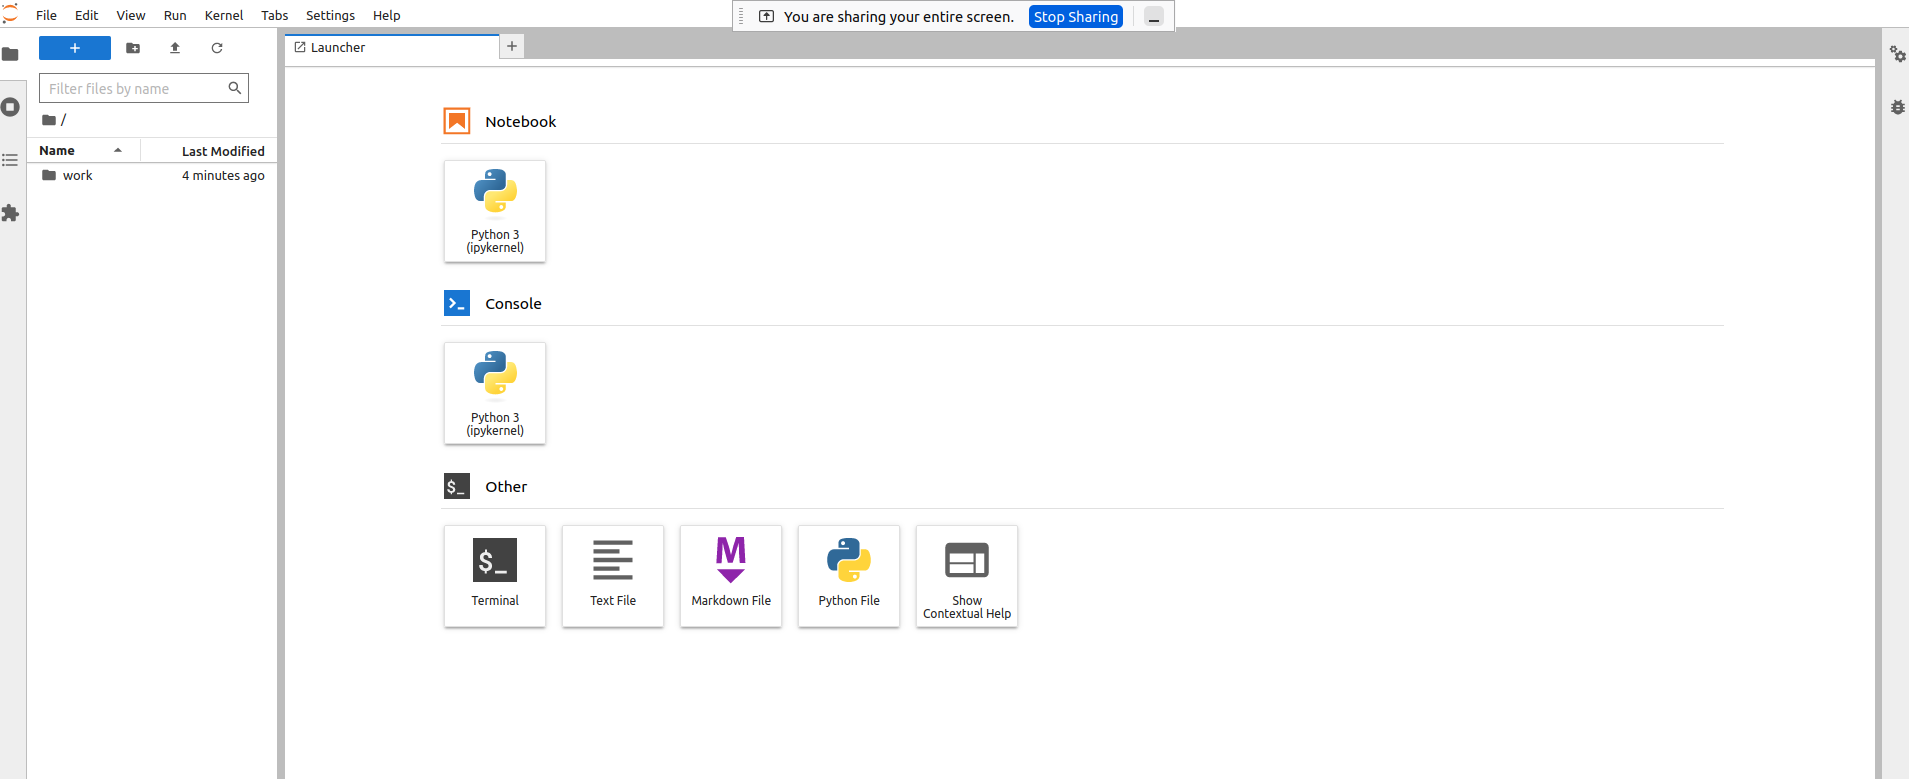 File Edit View Run Kernel Tabs Settings Help
You are sharing your entire screen. Stop Sharing
Launcher
Filter files by name
/
Name Last Modified
work 4 minutes ago
Notebook
Python 3
(ipykernel)
Console
Python 3
(ipykernel)
$_ Other
$_
Terminal
Text File
M
Markdown File
Python File
Show
Contextual Help